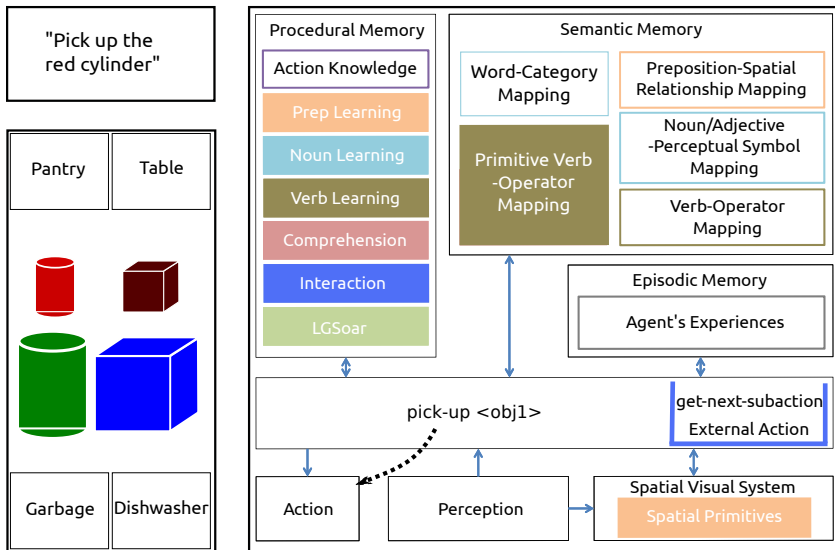 "Pick up the
red cylinder"
Pantry
Table
Garbage
Dishwasher
Procedural Memory
Action Knowledge
Prep Learning
Noun Learning
Verb Learning
Comprehension
Interaction
LGSoar
Semantic Memory
Word-Category
Mapping
Primitive Verb
-Operator
Mapping
Preposition-Spatial
Relationship Mapping
Noun/Adjective
-Perceptual Symbol
Mapping
Verb-Operator
Mapping
Episodic Memory
Agent's Experiences
pick-up <obj1>
get-next-subaction
External Action
Action
Perception
Spatial Visual System
Spatial Primitives